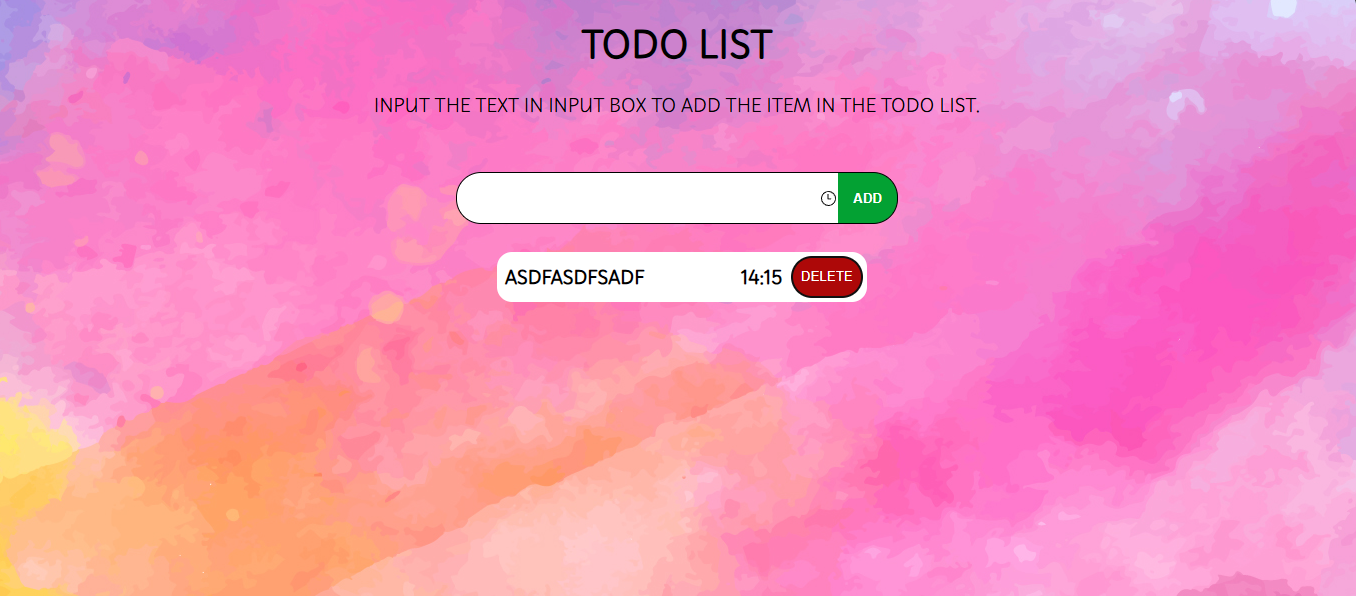 TODO LIST
INPUT THE TEXT IN INPUT BOX TO ADD THE ITEM IN THE TODO LIST.
ADD
ASDFASDFSADF 14:15 DELETE